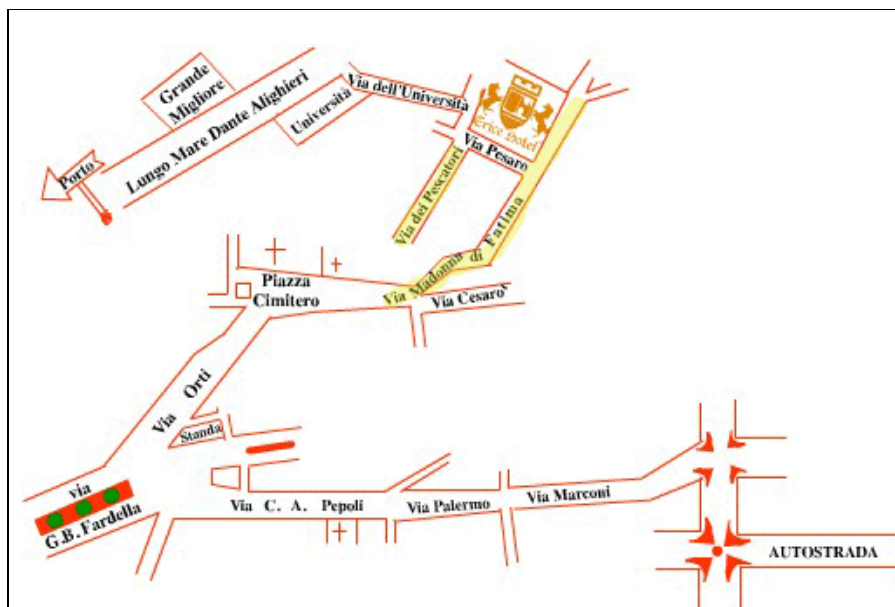 Grande
Migliore
Lungo Mare Dante Alighieri
Università
Via dell'Università
Erice Hotel
Via Pesaro
Porto
Via dei Pescatori
Via Madonna di Fatima
Piazza
Cimitero
Via Cesarò
Via Orti
Standa
via
G.B. Fardella
Via C. A. Pepoli
Via Palermo
Via Marconi
AUTOSTRADA